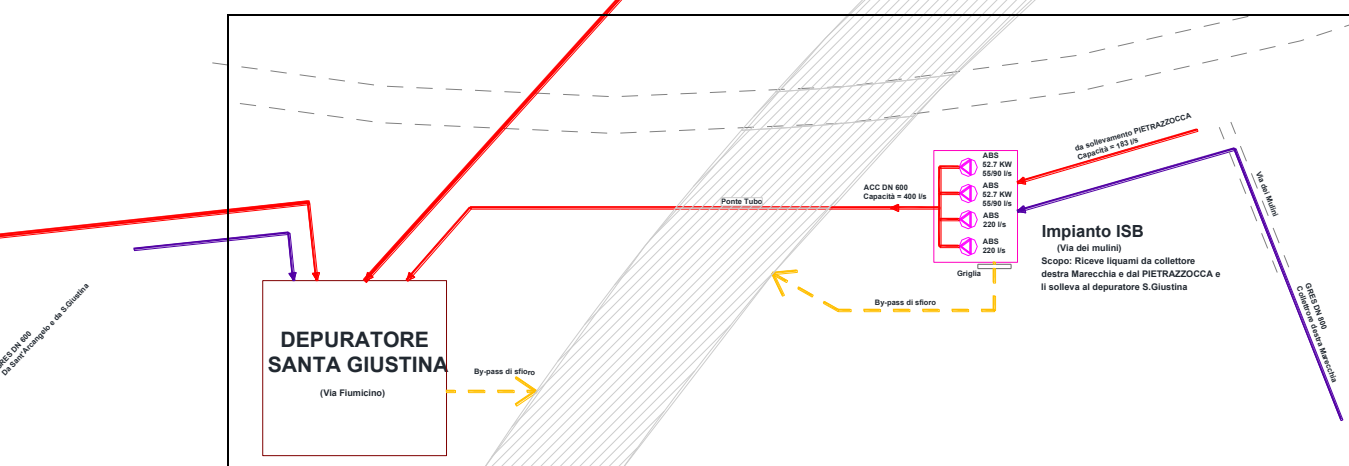 da sollevamento PIETRAZZOCCA
Capacità = 183 l/s
ABS
52.7 KW
55/90 l/s
ABS
52.7 KW
55/90 l/s
ABS
220 l/s
ABS
220 l/s
ACC DN 600
Capacità = 400 l/s
Ponte Tubo
Via dei Mulini
Impianto ISB
(Via dei mulini)
Scopo: Riceve liquami da collettore
destra Marecchia e dal PIETRAZZOCCA e
li solleva al depuratore S.Giustina
Griglia
By-pass di sfioro
GRES DN 800
Collettrore destra Marecchia
GRES DN 600
Da Sant'Arcangelo e da S.Giustina
DEPURATORE
SANTA GIUSTINA
(Via Fiumicino)
By-pass di sfioro